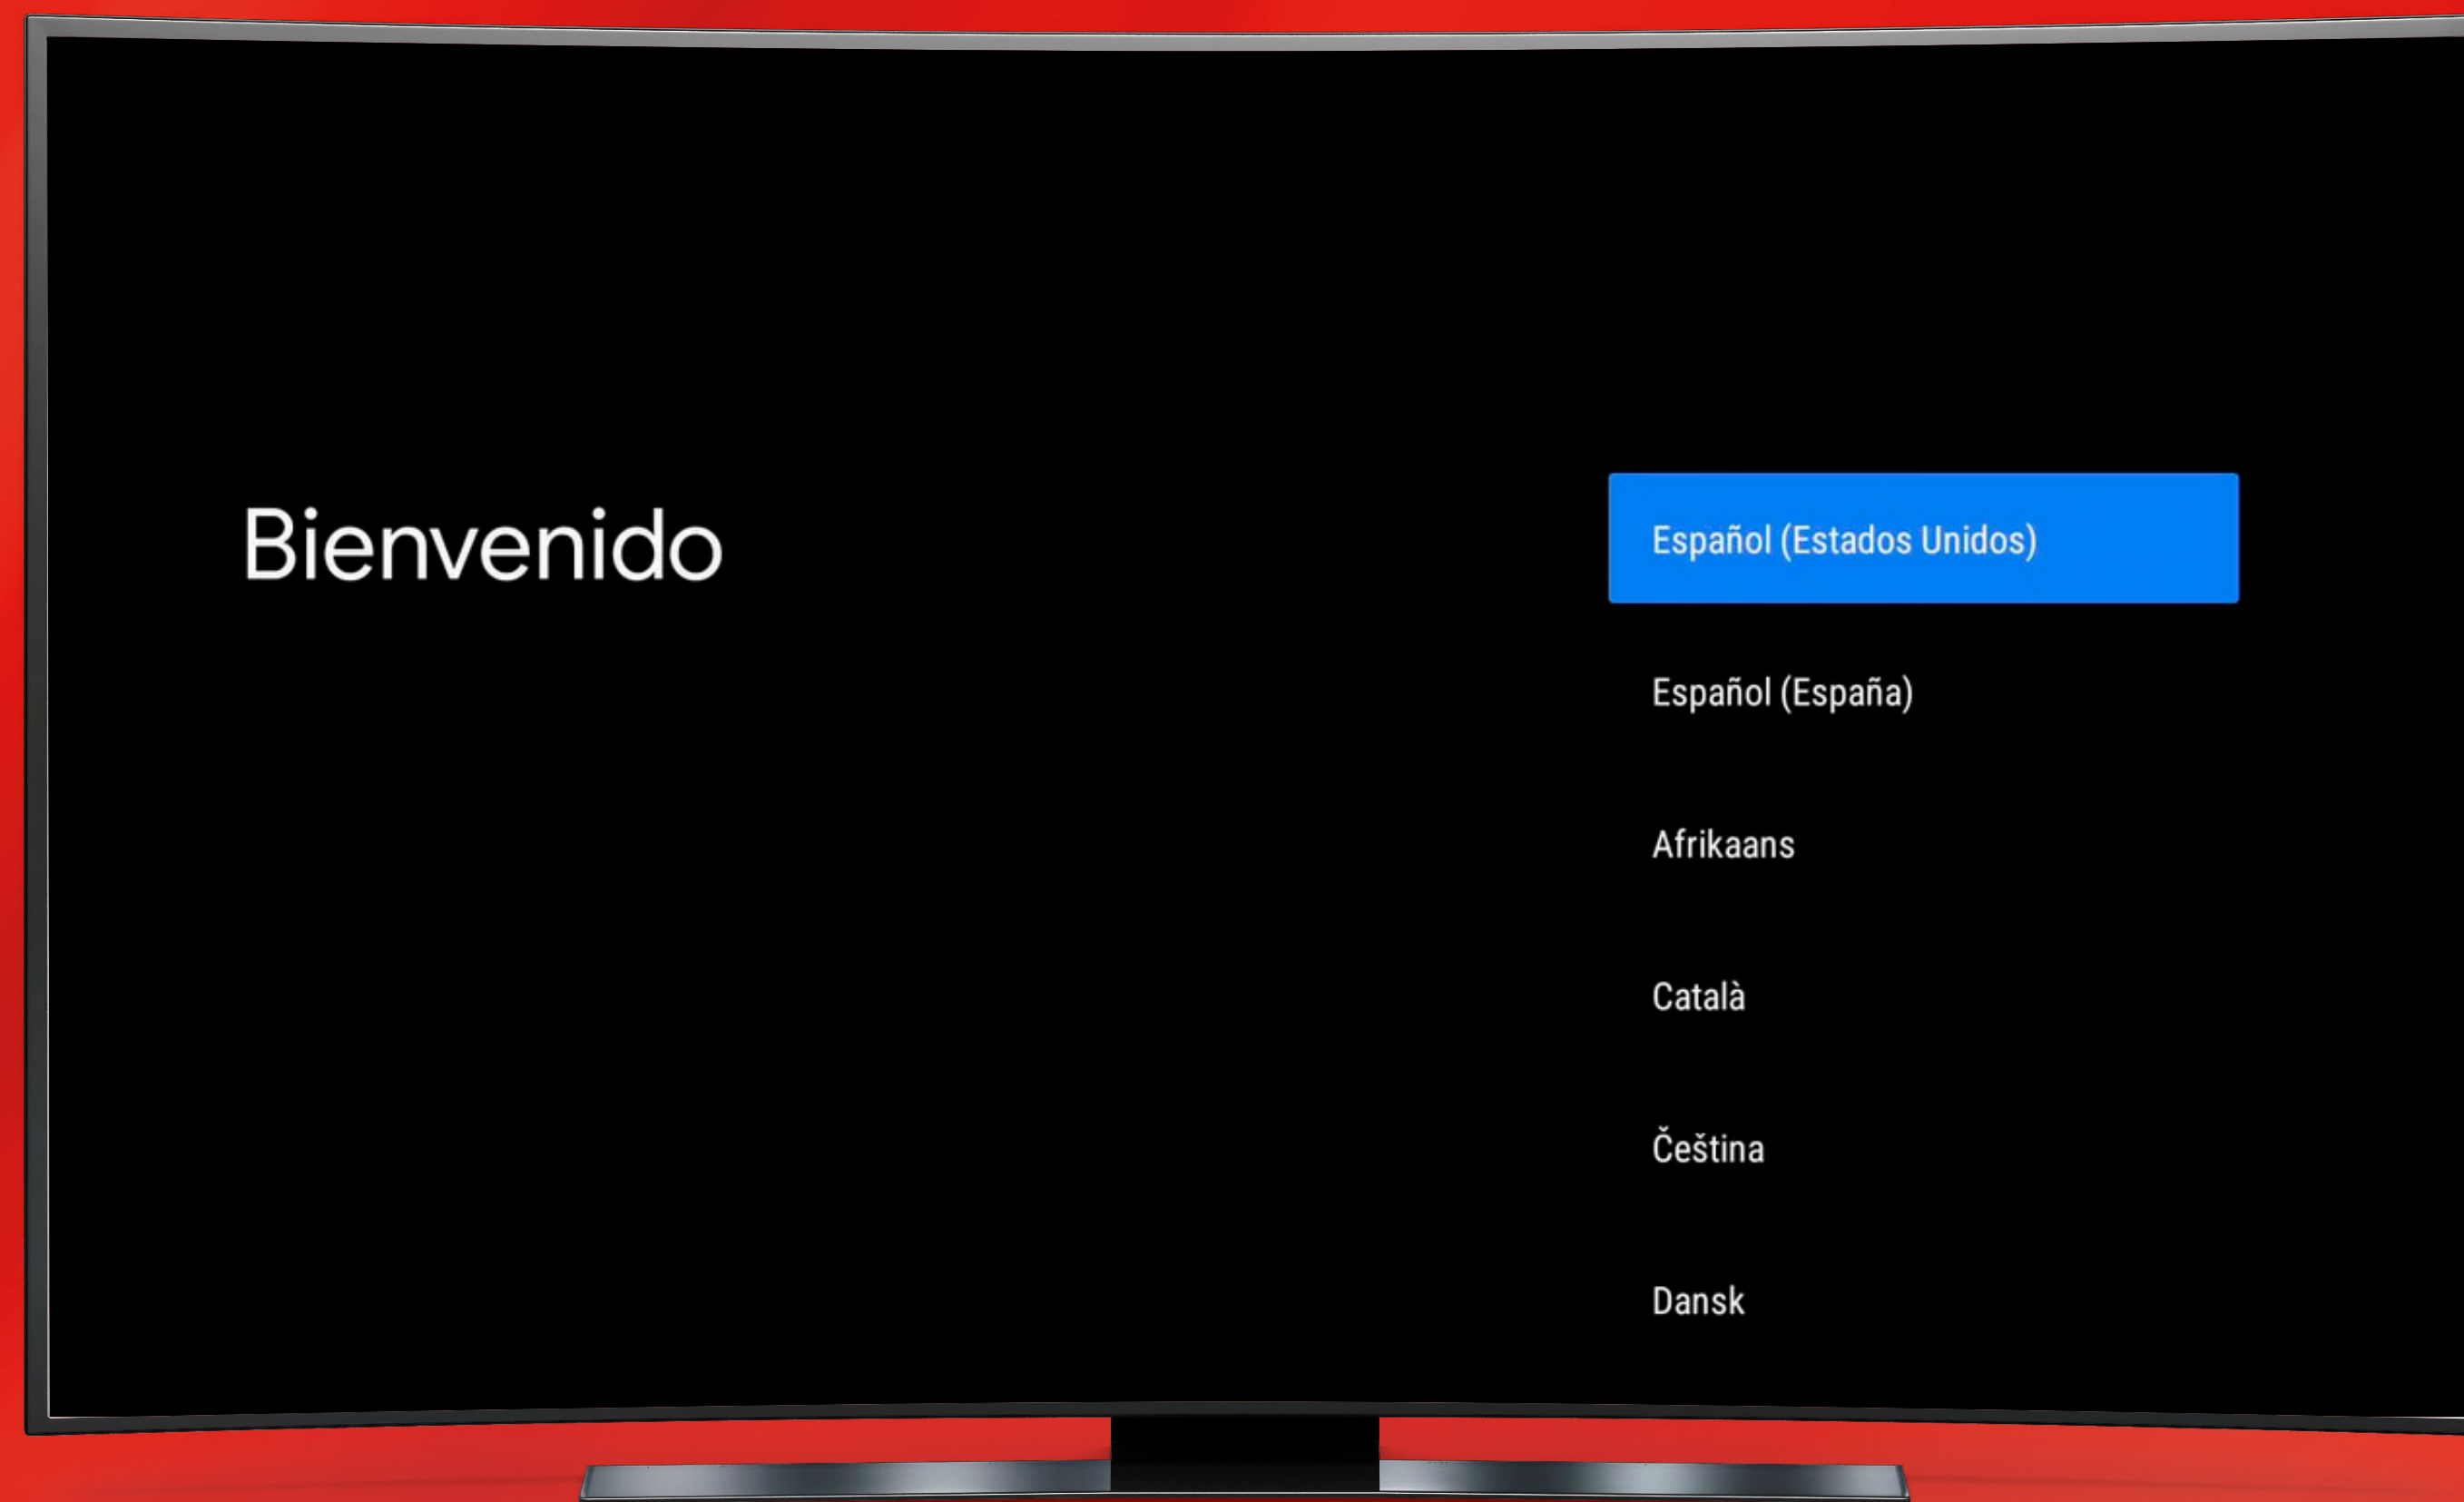 Bienvenido
Español (Estados Unidos)
Español (España)
Afrikaans
Català
Čeština
Dansk